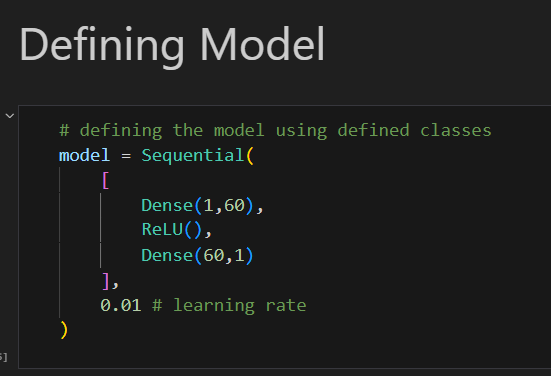 Defining Model
# defining the model using defined classes
model = Sequential(
[
Dense(1,60),
ReLU(),
Dense(60,1)
],
0.01 # learning rate
)
]